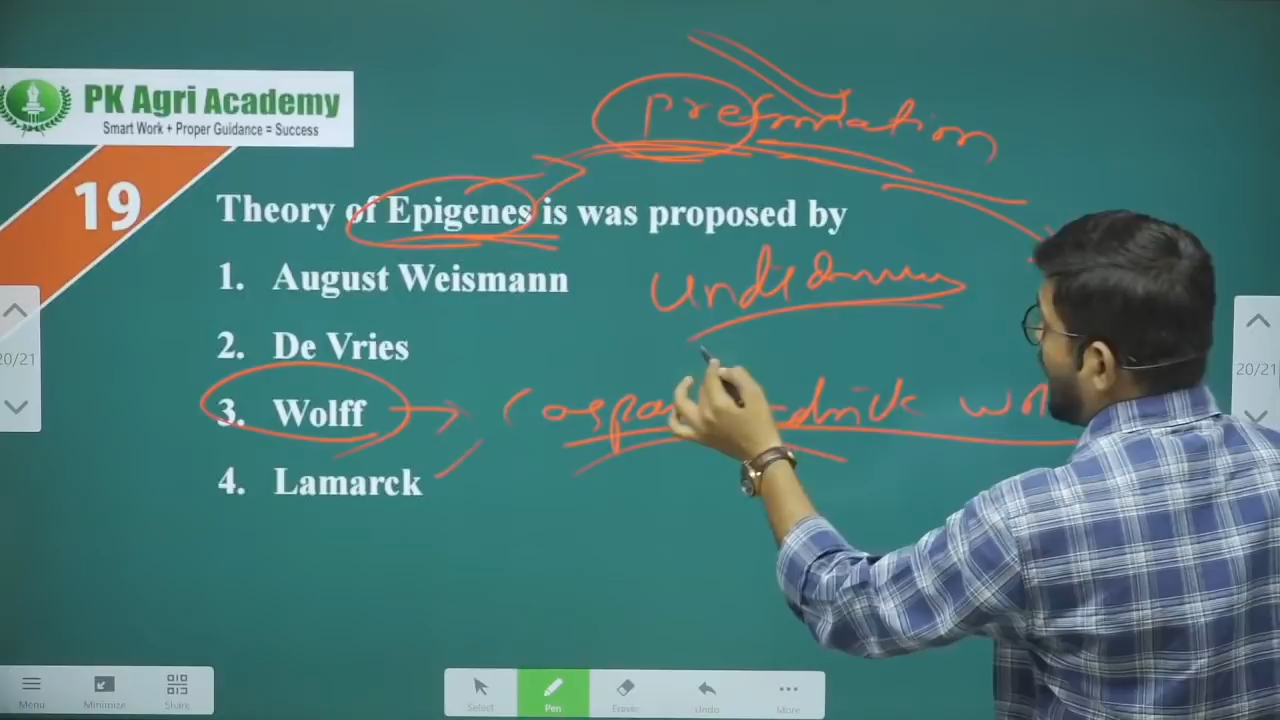 PK Agri Academy
Smart Work + Proper Guidance = Success
preformation
19
Theory of Epigenes is was proposed by
1. August Weismann
2. De Vries
3. Wolff
4. Lamarck
20/21
20/21
Menu
Minimize
Share
Select
Pen
Eraser
Undo
More